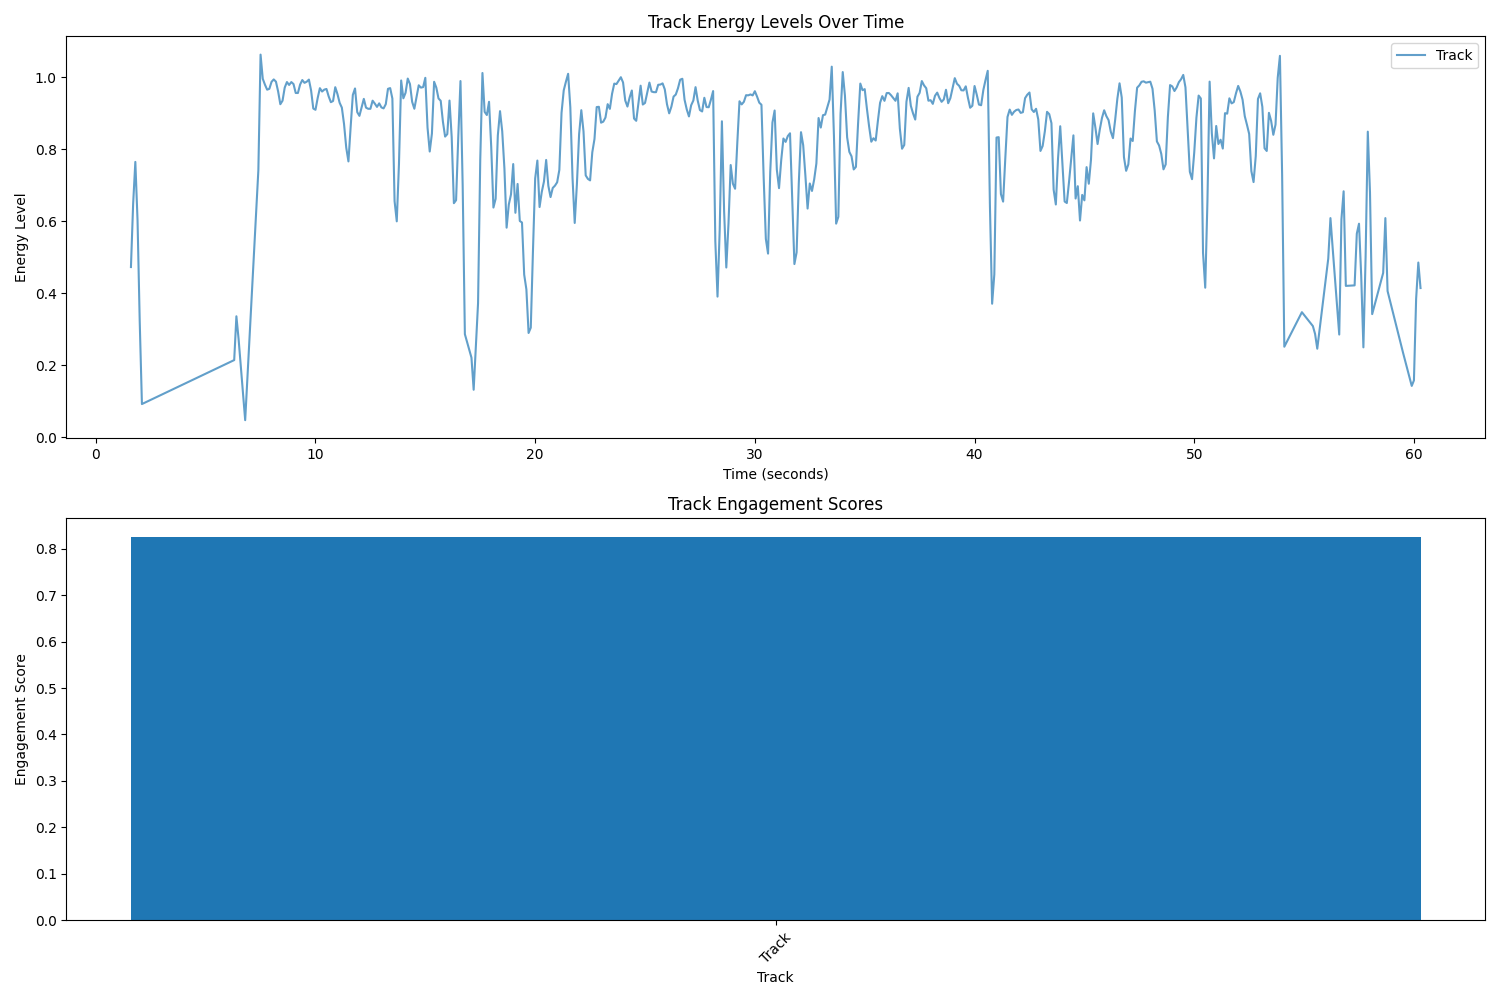 Track Energy Levels Over Time
Track
Energy Level
1.0
0.8
0.6
0.4
0.2
0.0
0 10 20 30 40 50 60
Time (seconds)
Track Engagement Scores
Engagement Score
0.8
0.7
0.6
0.5
0.4
0.3
0.2
0.1
0.0
Track
Track